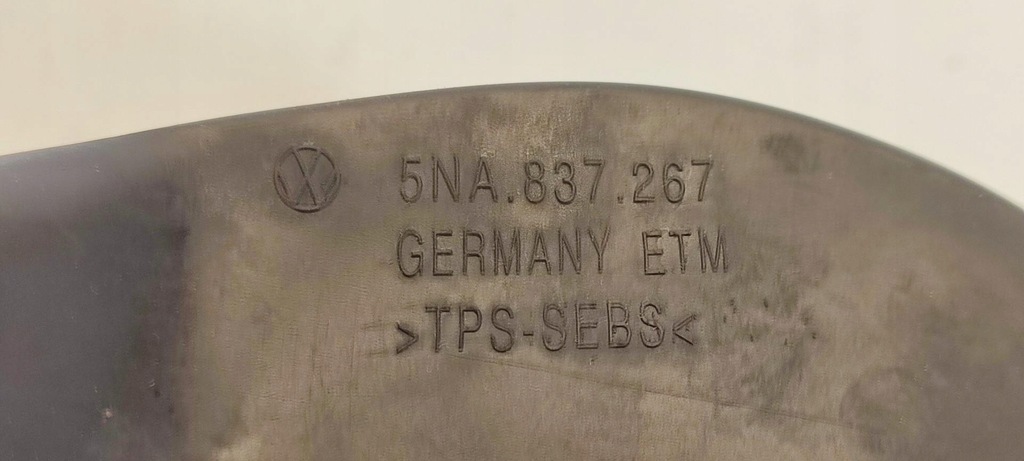 5NA.837.267
GERMANY ETM
>TPS-SEBS<